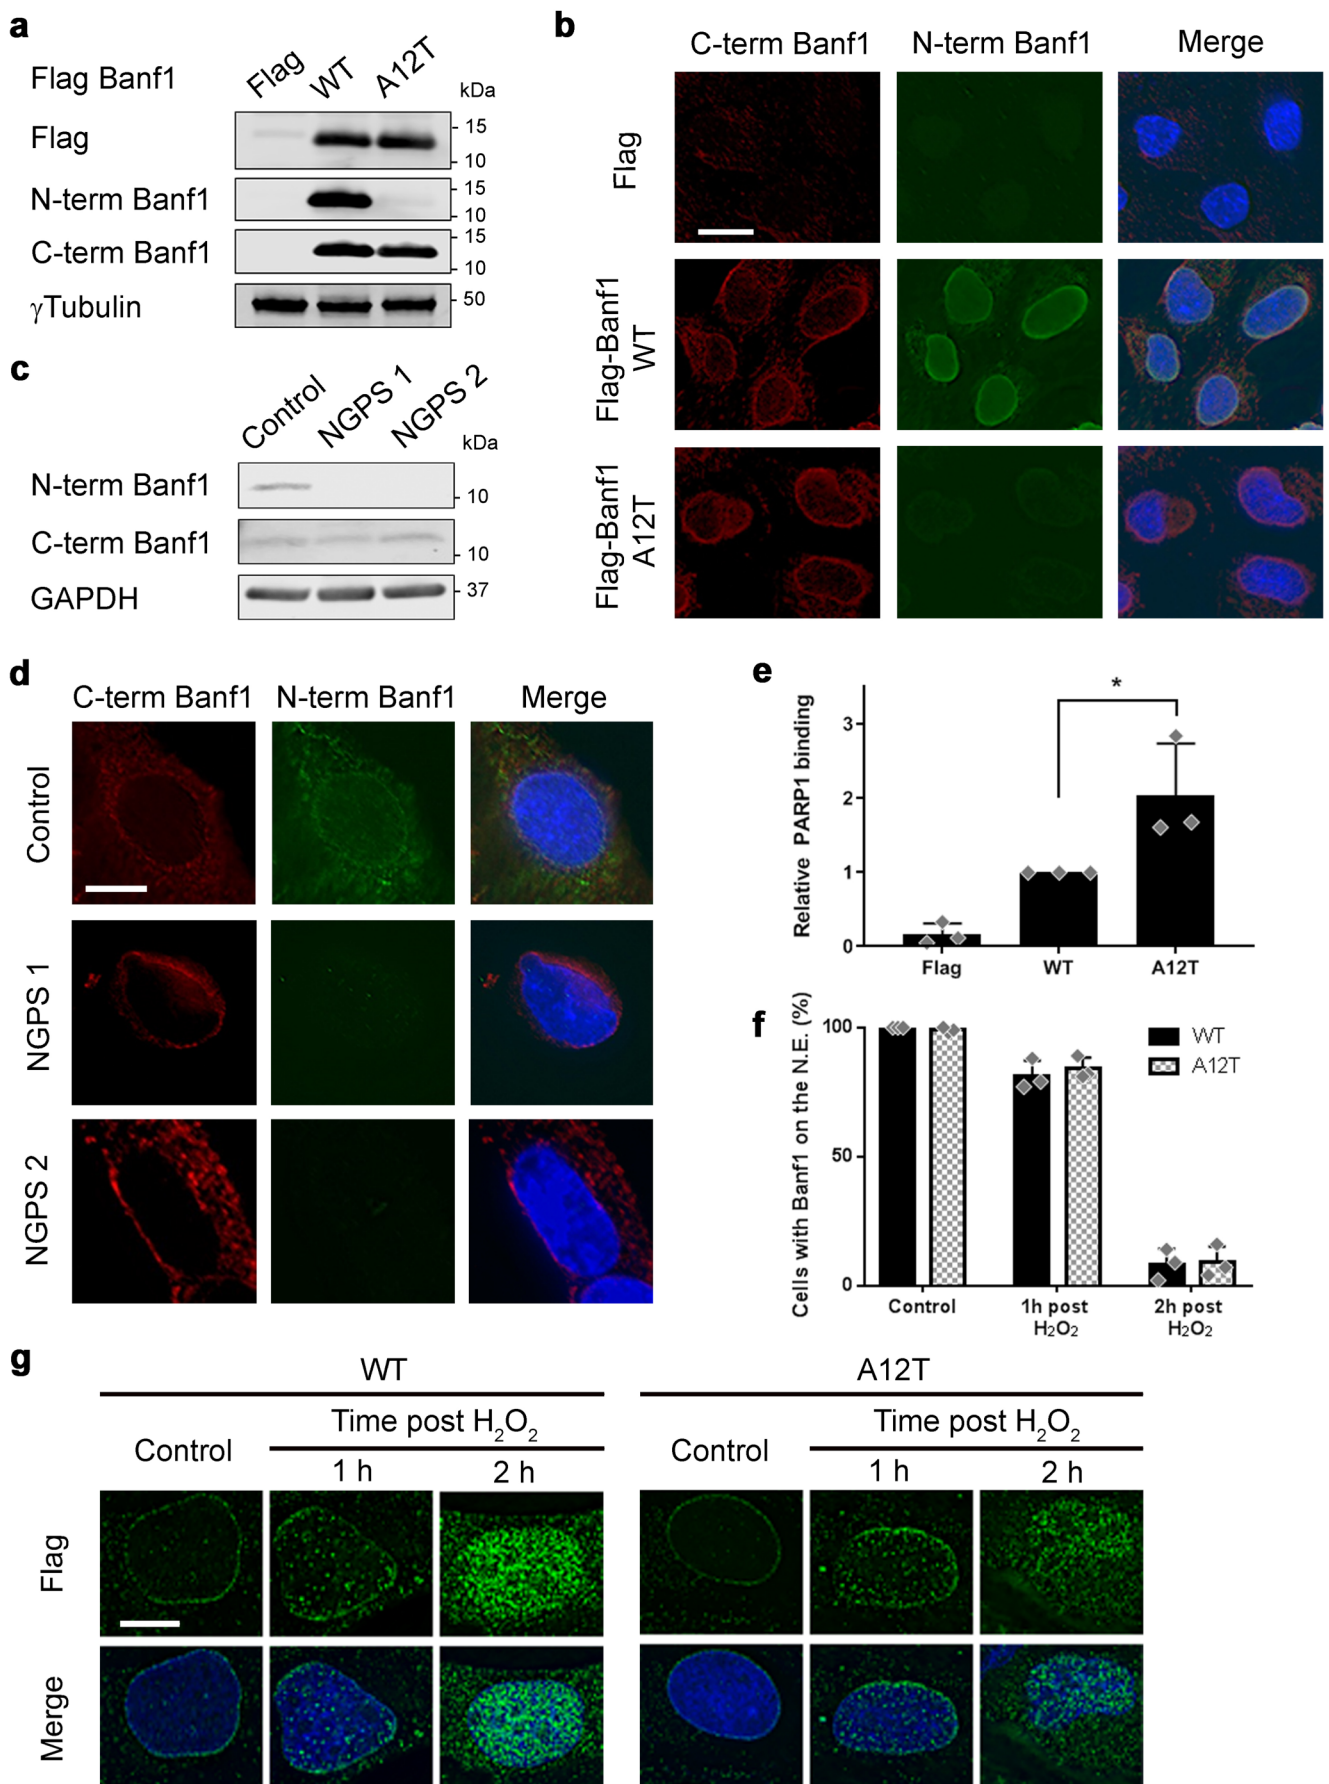 a
Flag Banf1
Flag
WT
A12T
kDa
Flag
15
10
N-term Banf1
15
10
C-term Banf1
15
10
γTubulin
50
b
C-term Banf1
N-term Banf1
Merge
Flag
Flag-Banf1
WT
Flag-Banf1
A12T
c
Control
NGPS 1
NGPS 2
kDa
N-term Banf1
10
C-term Banf1
10
GAPDH
37
d
C-term Banf1
N-term Banf1
Merge
Control
NGPS 1
NGPS 2
e
Relative PARP1 binding
3
2
1
0
*
Flag
WT
A12T
f
Cells with Banf1 on the N.E. (%)
100
50
0
WT
A12T
Control
1h post
H₂O₂
2h post
H₂O₂
g
WT
A12T
Control
Time post H₂O₂
1 h
2 h
Control
Time post H₂O₂
1 h
2 h
Flag
Merge